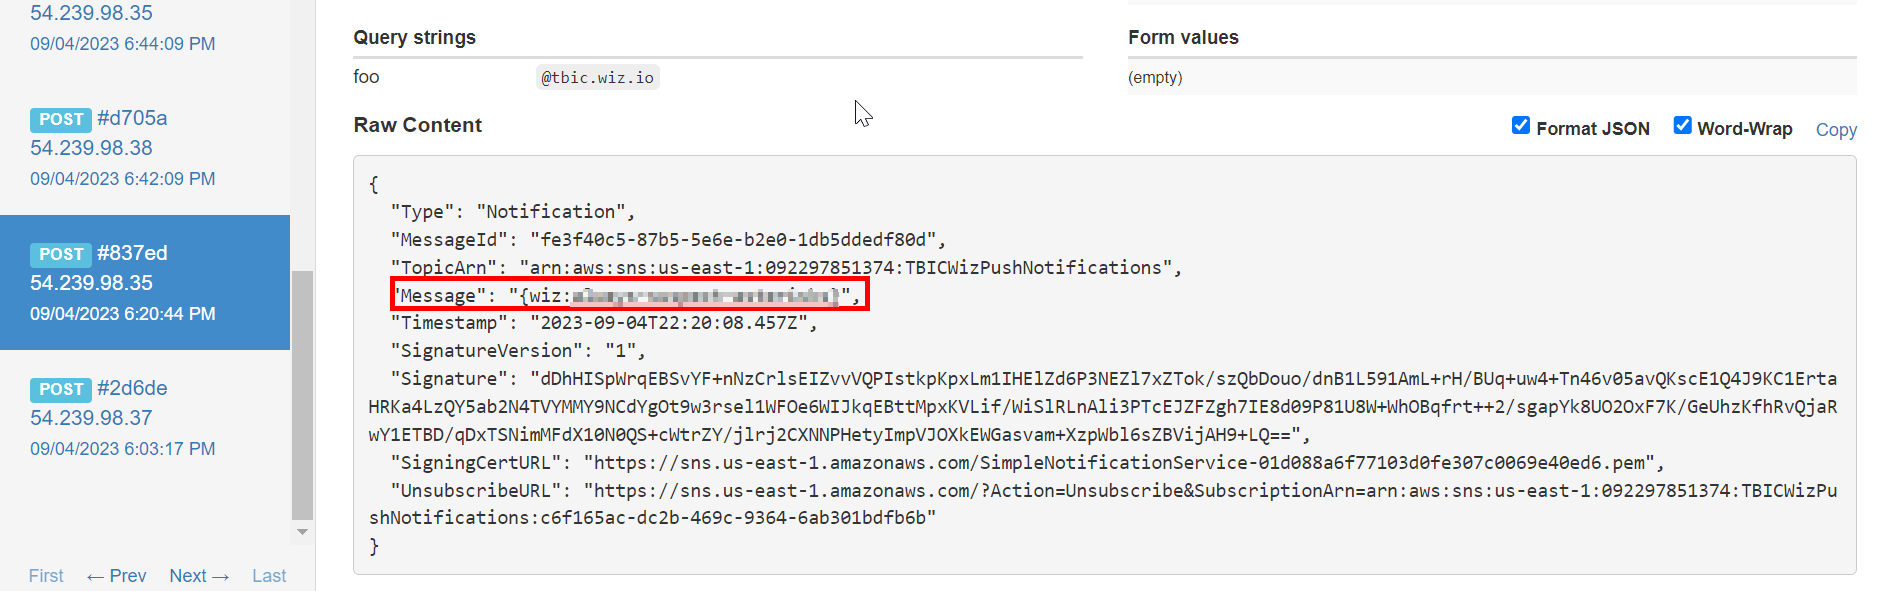 54.239.98.35
09/04/2023 6:44:09 PM
POST #d705a
54.239.98.38
09/04/2023 6:42:09 PM
POST #837ed
54.239.98.35
09/04/2023 6:20:44 PM
POST #2d6de
54.239.98.37
09/04/2023 6:03:17 PM
First ← Prev Next → Last
Query strings
foo @tbic.wiz.io
Form values
(empty)
Raw Content
Format JSON Word-Wrap Copy
{
"Type": "Notification",
"MessageId": "fe3f40c5-87b5-5e6e-b2e0-1db5ddedf80d",
"TopicArn": "arn:aws:sns:us-east-1:092297851374:TBICWizPushNotifications",
"Message": "{wiz: ",
"Timestamp": "2023-09-04T22:20:08.457Z",
"SignatureVersion": "1",
"Signature": "dDhHISpWrqEBSvYF+nNzCrlsEIZvvVQPIstkpKpxLm1IHElZd6P3NEZl7xZTok/szQbDouo/dnB1L591AmL+rH/BUq+uw4+Tn46v05avQKscE1Q4J9KC1Erta
HRKa4LzQY5ab2N4TVYMMY9NCdYgOt9w3rsel1WFOe6WIJkqEBttMpxKVLif/WiSlRLnAli3PTcEJZFZgh7IE8d09P81U8W+WhOBqfrt++2/sgapYk8UO2OxF7K/GeUhzKfhRvQjaR
wY1ETBD/qDxTSNimMFdX10N0QS+cWtrZY/jlrj2CXNNPHetyImpVJOXkEWGasvam+XzpWbl6sZBVijAH9+LQ==",
"SigningCertURL": "https://sns.us-east-1.amazonaws.com/SimpleNotificationService-01d088a6f77103d0fe307c0069e40ed6.pem",
"UnsubscribeURL": "https://sns.us-east-1.amazonaws.com/?Action=Unsubscribe&SubscriptionArn=arn:aws:sns:us-east-1:092297851374:TBICWizPu
shNotifications:c6f165ac-dc2b-469c-9364-6ab301bdfb6b"
}